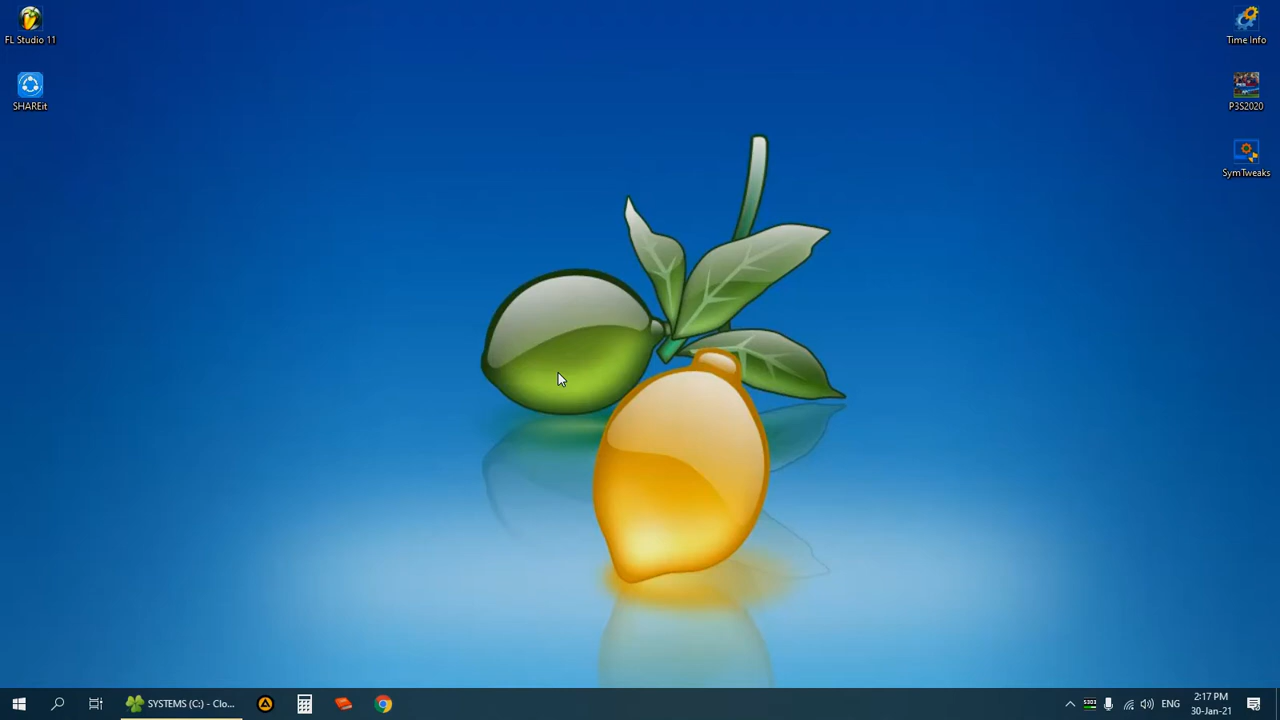 FL Studio 11
SHAREit
Time Info
P3S2020
SymTweaks
SYSTEMS (C:) - Clo...
ENG
2:17 PM
30-Jan-21